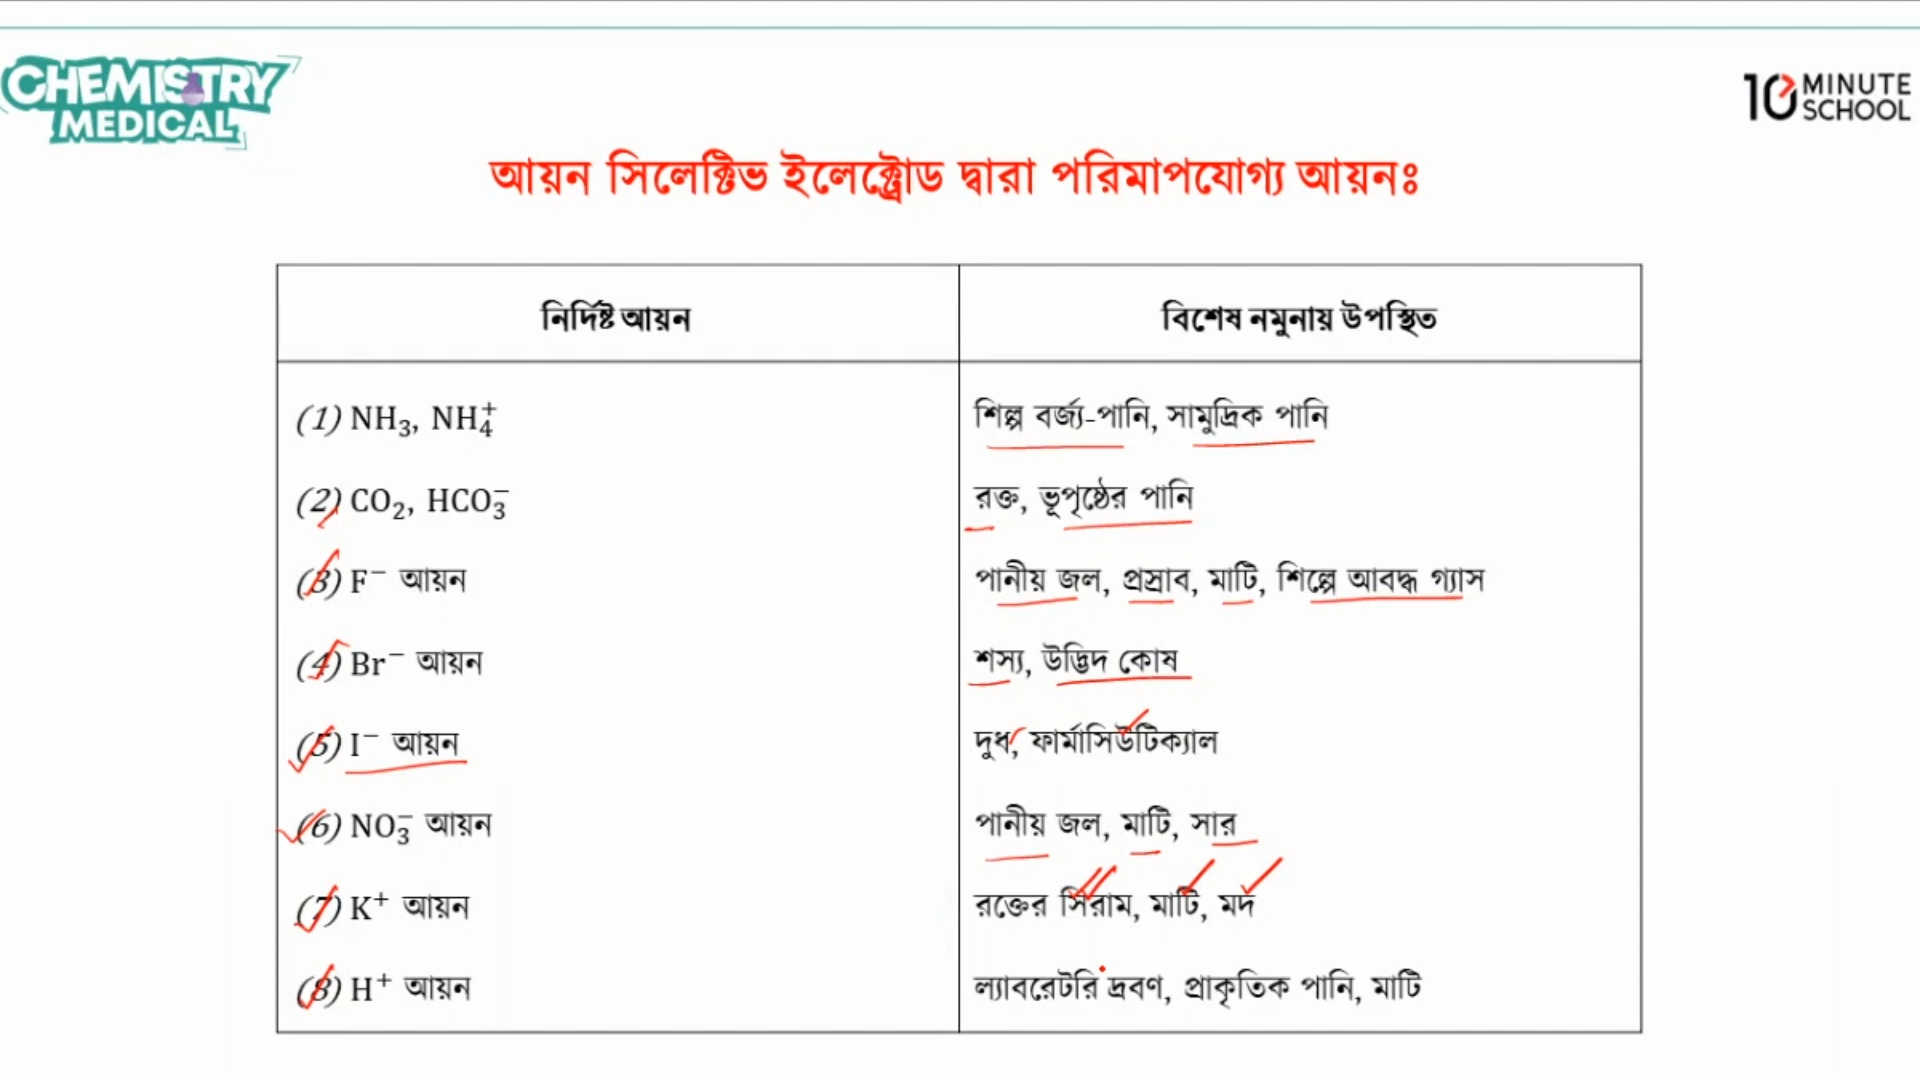 CHEMISTRY
MEDICAL
10 MINUTE
SCHOOL
আয়ন সিলেক্টিভ ইলেক্ট্রোড দ্বারা পরিমাপযোগ্য আয়নঃ
নির্দিষ্ট আয়ন
বিশেষ নমুনায় উপস্থিত
(1) NH₃, NH₄⁺
শিল্প বর্জ্য-পানি, সামুদ্রিক পানি
(2) CO₂, HCO₃⁻
রক্ত, ভূপৃষ্ঠের পানি
(3) F⁻ আয়ন
পানীয় জল, প্রস্রাব, মাটি, শিল্পে আবদ্ধ গ্যাস
(4) Br⁻ আয়ন
শস্য, উদ্ভিদ কোষ
(5) I⁻ আয়ন
দুধ, ফার্মাসিউটিক্যাল
(6) NO₃⁻ আয়ন
পানীয় জল, মাটি, সার
(7) K⁺ আয়ন
রক্তের সিরাম, মাটি, মদ
(8) H⁺ আয়ন
ল্যাবরেটরি দ্রবণ, প্রাকৃতিক পানি, মাটি